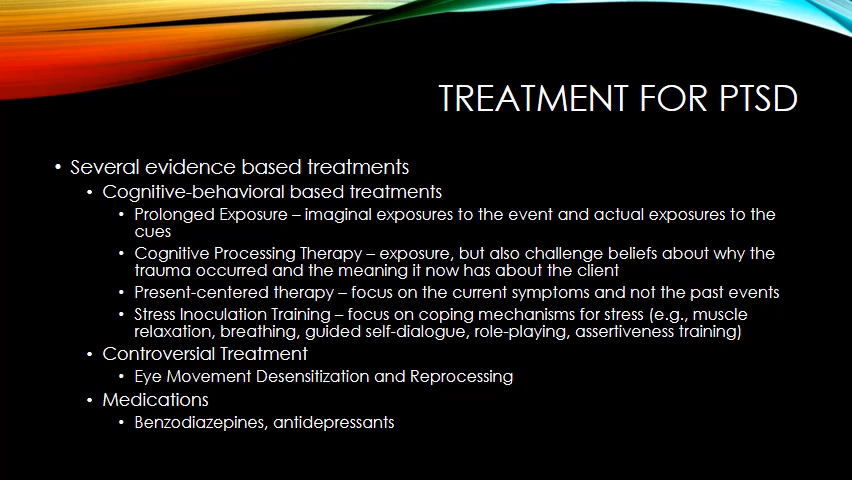 TREATMENT FOR PTSD
• Several evidence based treatments
• Cognitive-behavioral based treatments
• Prolonged Exposure – imaginal exposures to the event and actual exposures to the
cues
• Cognitive Processing Therapy – exposure, but also challenge beliefs about why the
trauma occurred and the meaning it now has about the client
• Present-centered therapy – focus on the current symptoms and not the past events
• Stress Inoculation Training – focus on coping mechanisms for stress (e.g., muscle
relaxation, breathing, guided self-dialogue, role-playing, assertiveness training)
• Controversial Treatment
• Eye Movement Desensitization and Reprocessing
• Medications
• Benzodiazepines, antidepressants